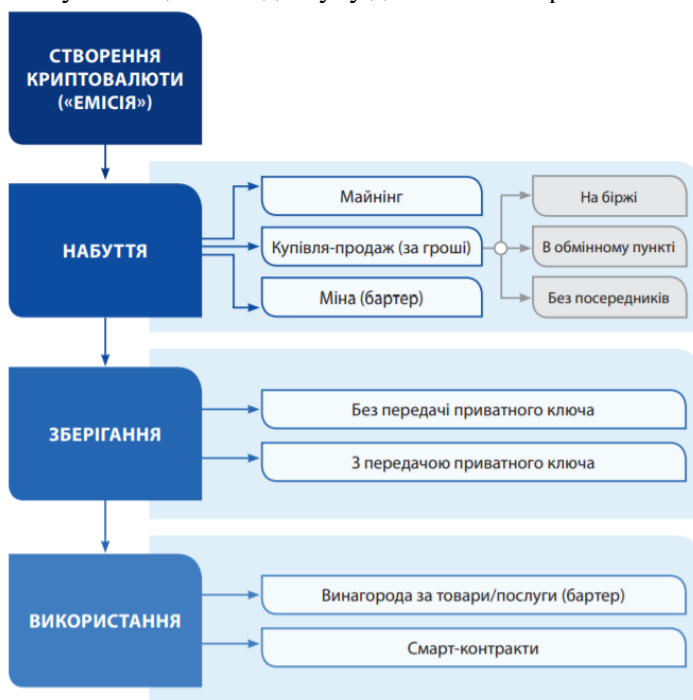 СТВОРЕННЯ
КРИПТОВАЛЮТИ
(«ЕМІСІЯ»)
НАБУТТЯ
Майнінг
Купівля-продаж (за гроші)
Міна (бартер)
На біржі
В обмінному пункті
Без посередників
ЗБЕРІГАННЯ
Без передачі приватного ключа
З передачою приватного ключа
ВИКОРИСТАННЯ
Винагорода за товари/послуги (бартер)
Смарт-контракти